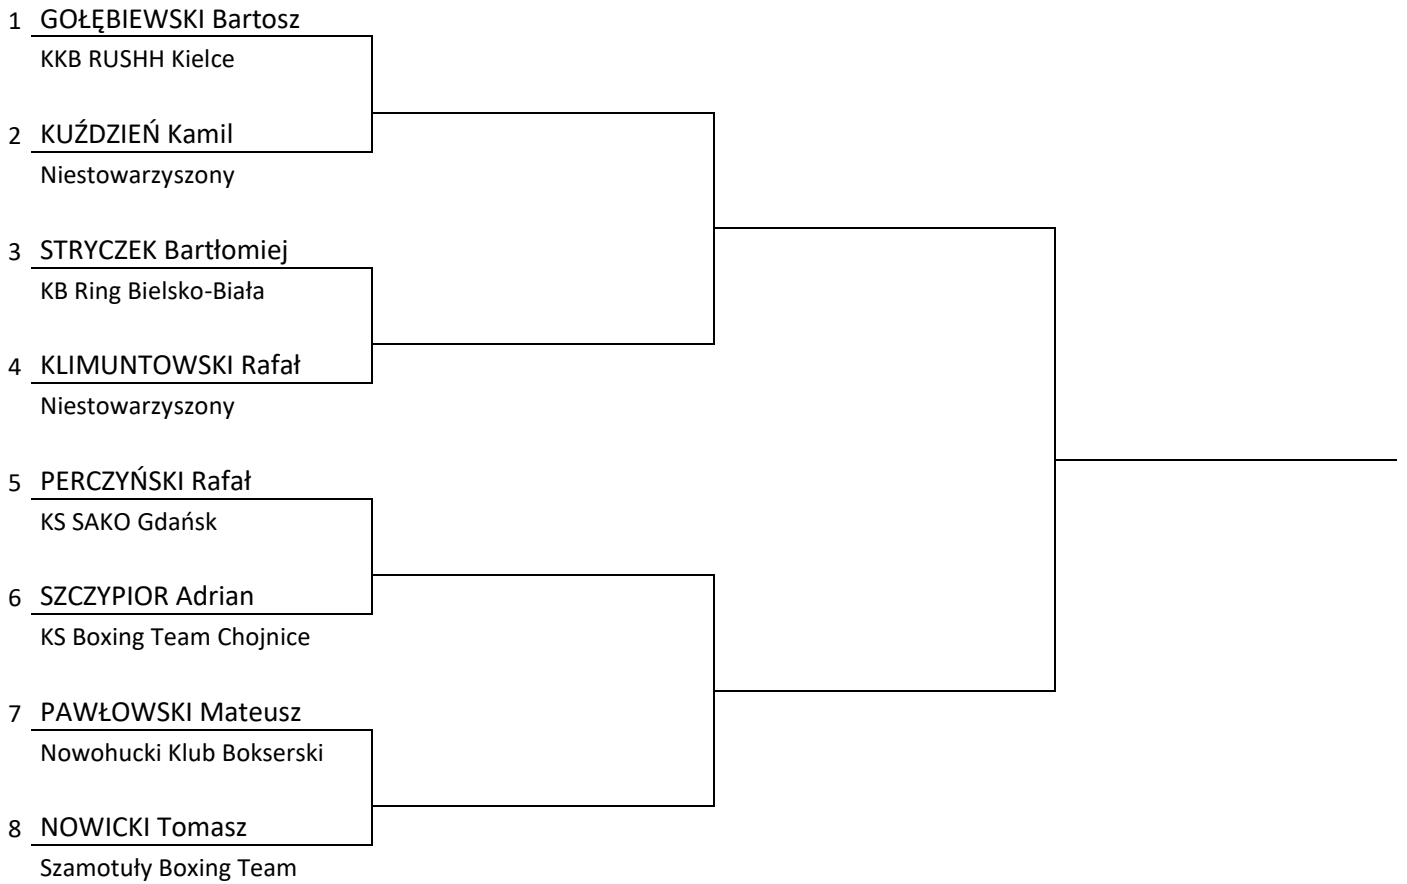 1 GOŁĘBIEWSKI Bartosz
KKB RUSHH Kielce
2 KUŹDZIEŃ Kamil
Niestowarzyszony
3 STRYCZEK Bartłomiej
KB Ring Bielsko-Biała
4 KLIMUNTOWSKI Rafał
Niestowarzyszony
5 PERCZYŃSKI Rafał
KS SAKO Gdańsk
6 SZCZYPIOR Adrian
KS Boxing Team Chojnice
7 PAWŁOWSKI Mateusz
Nowohucki Klub Bokserski
8 NOWICKI Tomasz
Szamotuły Boxing Team